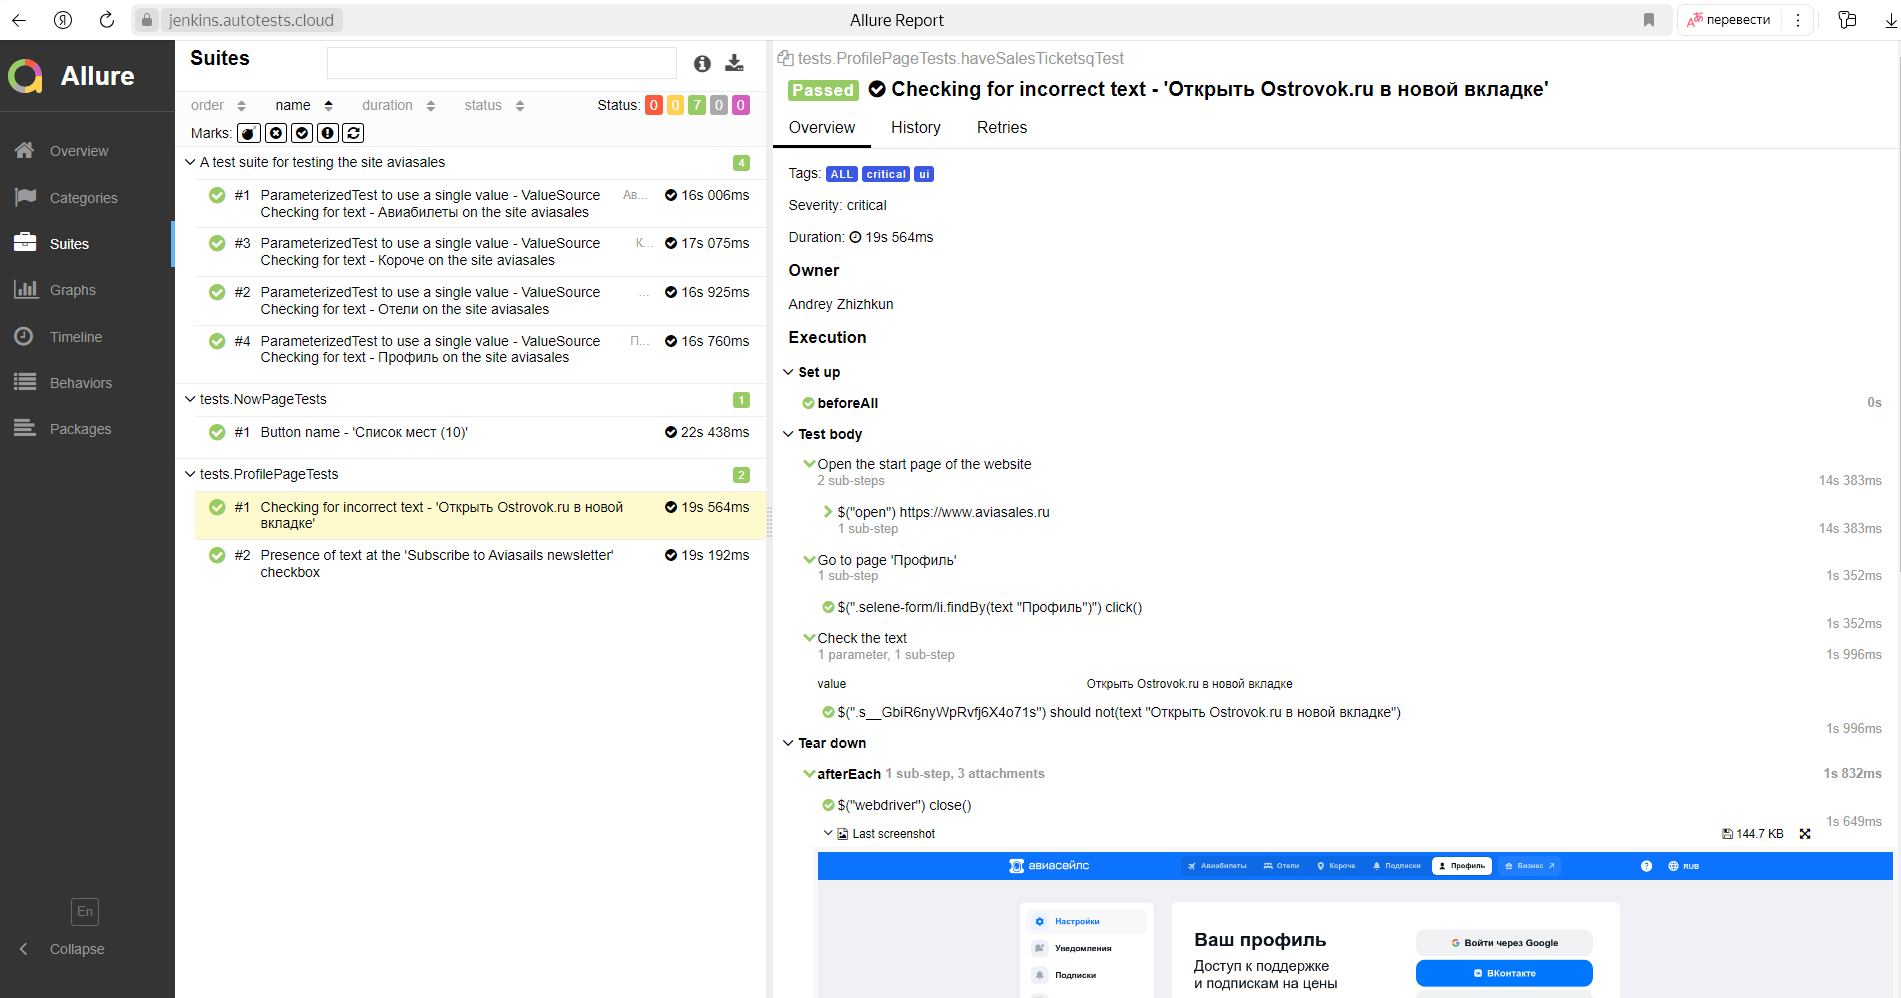 jenkins.autotests.cloud
Allure Report
перевести
Allure
Overview
Categories
Suites
Graphs
Timeline
Behaviors
Packages
En
Collapse
Suites
order name duration status Status: 0 0 7 0 0
Marks:
A test suite for testing the site aviasales 4
#1 ParameterizedTest to use a single value - ValueSource Ав... 16s 006ms
Checking for text - Авиабилеты on the site aviasales
#3 ParameterizedTest to use a single value - ValueSource К... 17s 075ms
Checking for text - Короче on the site aviasales
#2 ParameterizedTest to use a single value - ValueSource ... 16s 925ms
Checking for text - Отели on the site aviasales
#4 ParameterizedTest to use a single value - ValueSource П... 16s 760ms
Checking for text - Профиль on the site aviasales
tests.NowPageTests 1
#1 Button name - 'Список мест (10)' 22s 438ms
tests.ProfilePageTests 2
#1 Checking for incorrect text - 'Открыть Ostrovok.ru в новой 19s 564ms
вкладке'
#2 Presence of text at the 'Subscribe to Aviasails newsletter' 19s 192ms
checkbox
tests.ProfilePageTests.haveSalesTicketsqTest
Passed Checking for incorrect text - 'Открыть Ostrovok.ru в новой вкладке'
Overview History Retries
Tags: ALL critical ui
Severity: critical
Duration: 19s 564ms
Owner
Andrey Zhizhkun
Execution
Set up
beforeAll 0s
Test body
Open the start page of the website
2 sub-steps 14s 383ms
$("open") https://www.aviasales.ru
1 sub-step 14s 383ms
Go to page 'Профиль'
1 sub-step 1s 352ms
$(".selene-form/li.findBy(text "Профиль")") click()
1s 352ms
Check the text
1 parameter, 1 sub-step 1s 996ms
value Открыть Ostrovok.ru в новой вкладке
$(".s__GbiR6nyWpRvfj6X4o71s") should not(text "Открыть Ostrovok.ru в новой вкладке")
1s 996ms
Tear down
afterEach 1 sub-step, 3 attachments 1s 832ms
$("webdriver") close()
1s 649ms
Last screenshot 144.7 KB
авиасейлс Авиабилеты Отели Короче Подписки Профиль Бизнес ? RUB
Настройки
Уведомления
Подписки
Ваш профиль
Доступ к поддержке
и подпискам на цены
Войти через Google
ВКонтакте